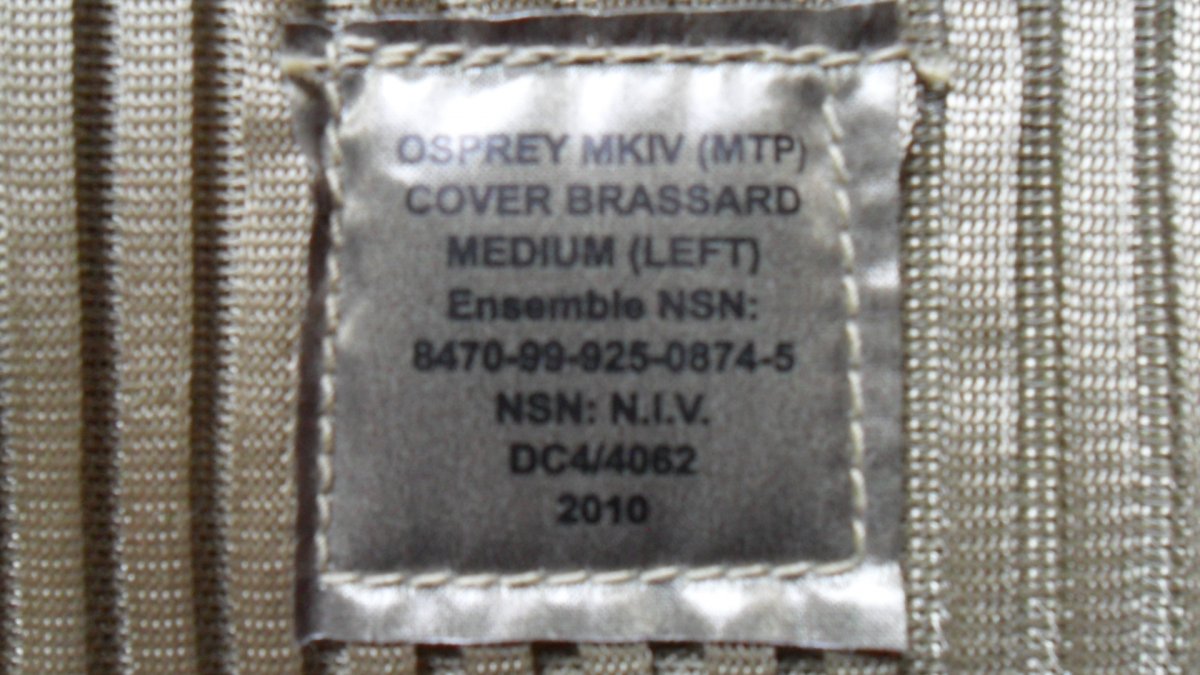 OSPREY MKIV (MTP)
COVER BRASSARD
MEDIUM (LEFT)
Ensemble NSN:
8470-99-925-0874-5
NSN: N.I.V.
DC4/4062
2010